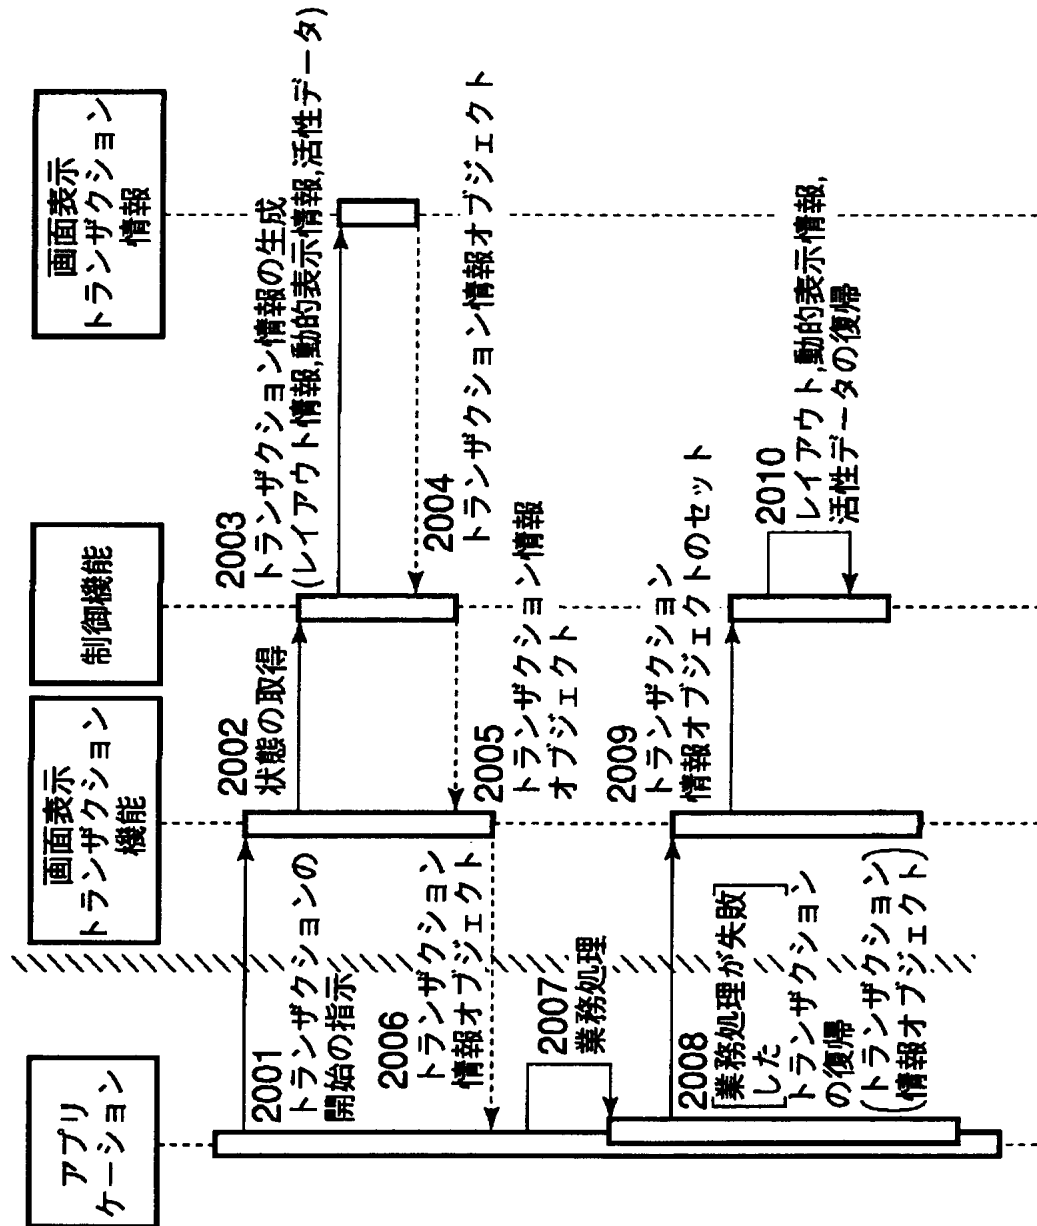 アプリ
ケーション
画面表示
トランザクション
機能
制御機能
画面表示
トランザクション
情報
2001
トランザクションの
開始の指示
2002
状態の取得
2003
トランザクション情報の生成
(レイアウト情報,動的表示情報,活性データ)
2004
トランザクション情報オブジェクト
2005
トランザクション情報
オブジェクト
2006
トランザクション
情報オブジェクト
2007
業務処理
2008
[業務処理が失敗
した]
トランザクション
の復帰
(トランザクション
情報オブジェクト)
2009
トランザクション
情報オブジェクトのセット
2010
レイアウト,動的表示情報,
活性データの復帰